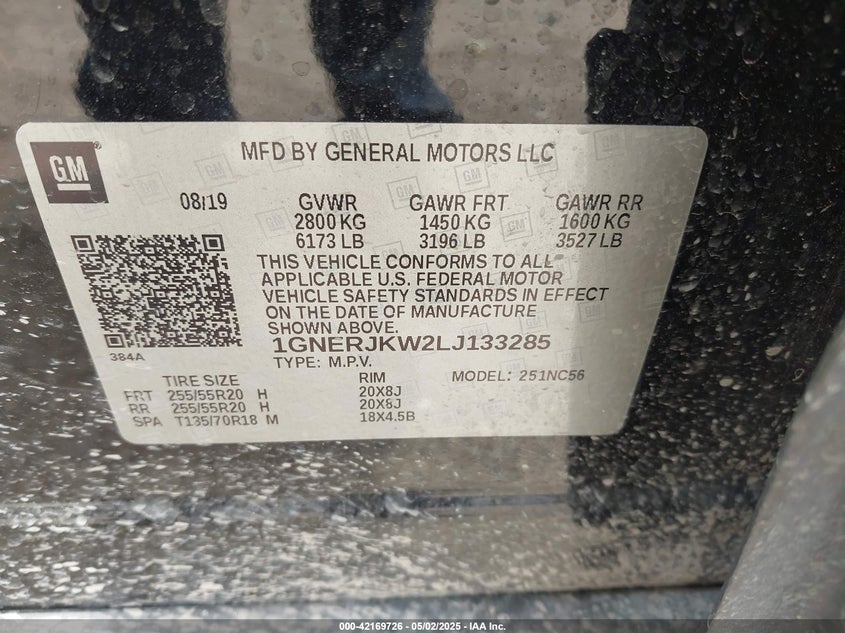 GM
MFD BY GENERAL MOTORS LLC
08/19 GVWR GAWR FRT GAWR RR
2800 KG 1450 KG 1600 KG
6173 LB 3196 LB 3527 LB
THIS VEHICLE CONFORMS TO ALL
APPLICABLE U.S. FEDERAL MOTOR
VEHICLE SAFETY STANDARDS IN EFFECT
ON THE DATE OF MANUFACTURE
SHOWN ABOVE.
384A
1GNERJKW2LJ133285
TYPE: M.P.V.
TIRE SIZE RIM MODEL: 251NC56
FRT 255/55R20 H 20X8J
RR 255/55R20 H 20X8J
SPA T135/70R18 M 18X4.5B
000-42169726 - 05/02/2025 - IAA Inc.